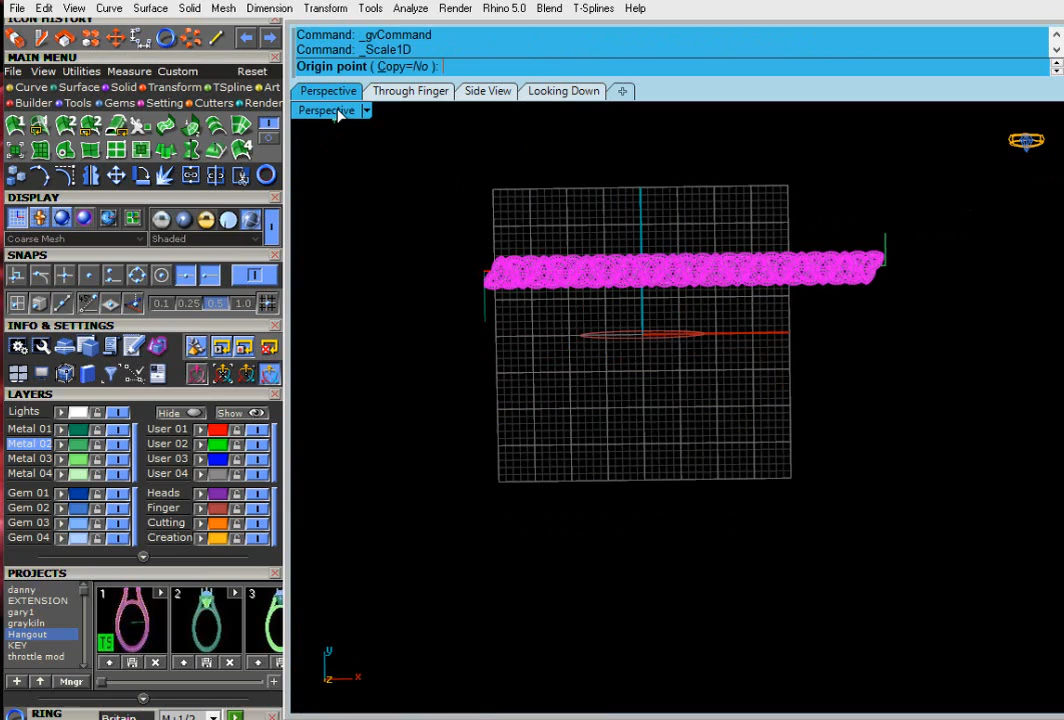 File Edit View Curve Surface Solid Mesh Dimension Transform Tools Analyze Render Rhino 5.0 Blend T-Splines Help
ICON HISTORY
MAIN MENU
File View Utilities Measure Custom Reset
Curve Surface Solid Transform TSpline Art
Builder Tools Gems Setting Cutters Render
DISPLAY
Coarse Mesh Shaded
SNAPS
0.1 0.25 0.5 1.0
INFO & SETTINGS
LAYERS
Lights Hide Show
Metal 01 User 01
Metal 02 User 02
Metal 03 User 03
Metal 04 User 04
Gem 01 Heads
Gem 02 Finger
Gem 03 Cutting
Gem 04 Creation
PROJECTS
danny
EXTENSION
gary1
graykiln
Hangout
KEY
throttle mod
1 2 3
TS
Mngr
RING Britain M+1/2
Command: _gvCommand
Command: _Scale1D
Origin point ( Copy=No ):
Perspective Through Finger Side View Looking Down
Perspective
y
z x